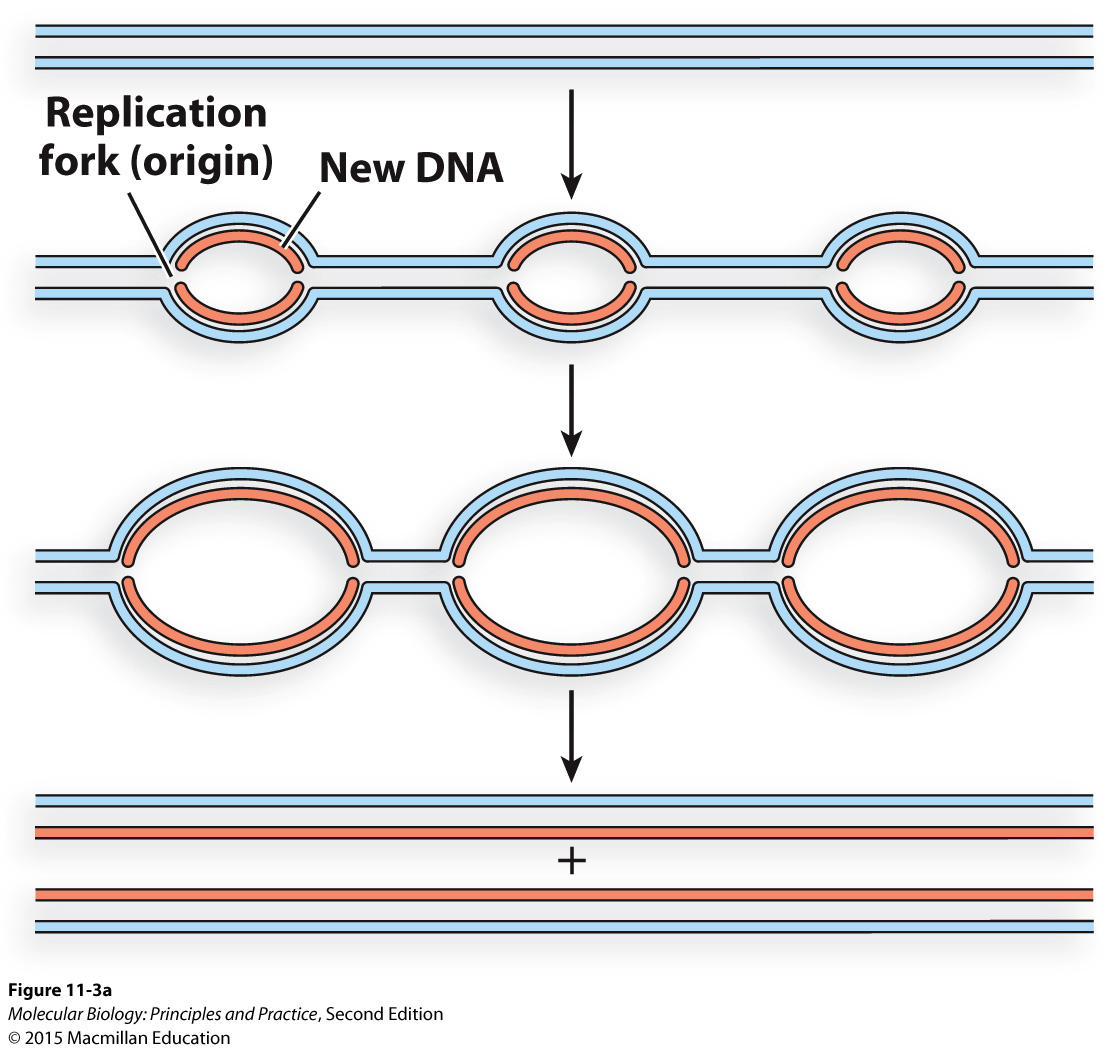 Replication
fork (origin)
New DNA
+
Figure 11-3a
Molecular Biology: Principles and Practice, Second Edition
© 2015 Macmillan Education